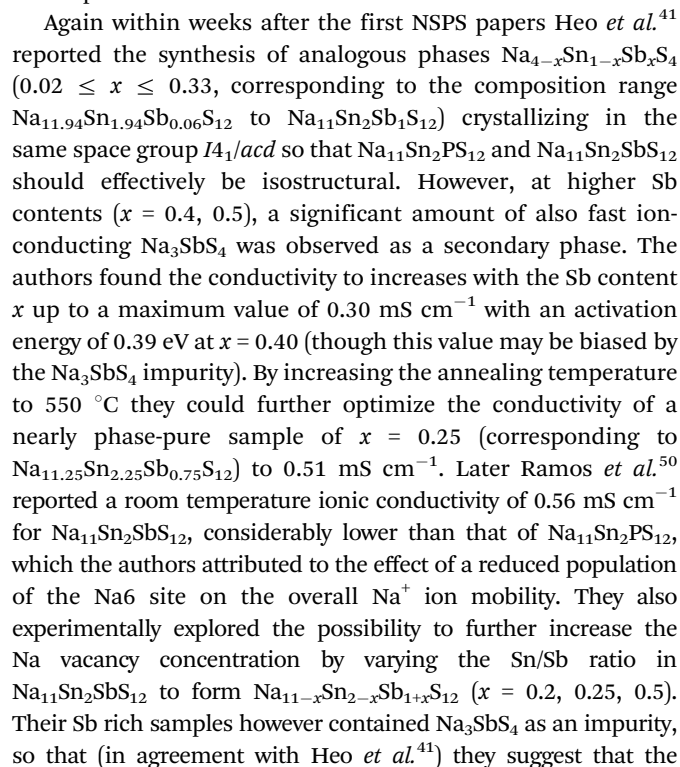 Again within weeks after the first NSPS papers Heo et al.41
reported the synthesis of analogous phases Na4−xSn1−xSbxS4
(0.02 ≤ x ≤ 0.33, corresponding to the composition range
Na11.94Sn1.94Sb0.06S12 to Na11Sn2Sb1S12) crystallizing in the
same space group I41/acd so that Na11Sn2PS12 and Na11Sn2SbS12
should effectively be isostructural. However, at higher Sb
contents (x = 0.4, 0.5), a significant amount of also fast ion-
conducting Na3SbS4 was observed as a secondary phase. The
authors found the conductivity to increases with the Sb content
x up to a maximum value of 0.30 mS cm−1 with an activation
energy of 0.39 eV at x = 0.40 (though this value may be biased by
the Na3SbS4 impurity). By increasing the annealing temperature
to 550 °C they could further optimize the conductivity of a
nearly phase-pure sample of x = 0.25 (corresponding to
Na11.25Sn2.25Sb0.75S12) to 0.51 mS cm−1. Later Ramos et al.50
reported a room temperature ionic conductivity of 0.56 mS cm−1
for Na11Sn2SbS12, considerably lower than that of Na11Sn2PS12,
which the authors attributed to the effect of a reduced population
of the Na6 site on the overall Na+ ion mobility. They also
experimentally explored the possibility to further increase the
Na vacancy concentration by varying the Sn/Sb ratio in
Na11Sn2SbS12 to form Na11−xSn2−xSb1+xS12 (x = 0.2, 0.25, 0.5).
Their Sb rich samples however contained Na3SbS4 as an impurity,
so that (in agreement with Heo et al.41) they suggest that the